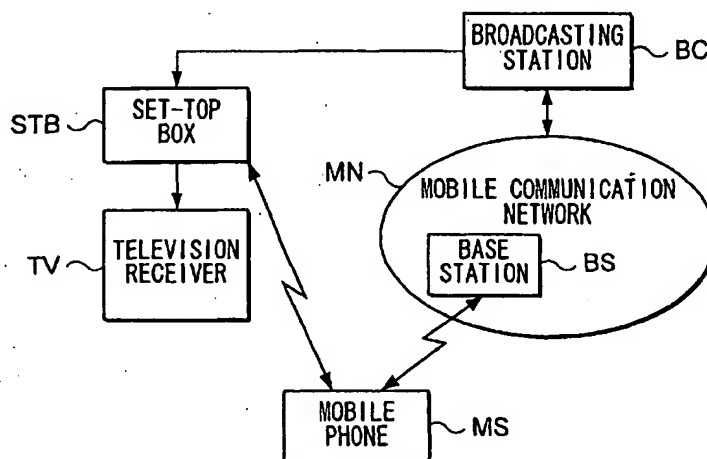 BROADCASTING
STATION
BC
STB
SET-TOP
BOX
MN
MOBILE COMMUNICATION
NETWORK
TV
TELEVISION
RECEIVER
BASE
STATION
BS
MOBILE
PHONE
MS